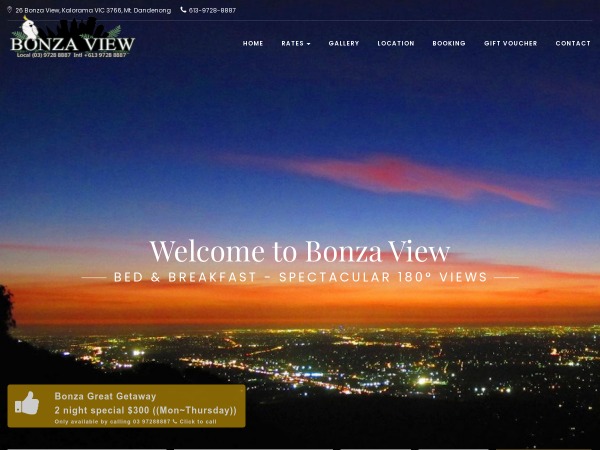 26 Bonza View, Kalorama VIC 3766, Mt. Dandenong 613-9728-8887
BONZA VIEW
Local (03) 9728 8887 Intl +613 9728 8887
HOME RATES GALLERY LOCATION BOOKING GIFT VOUCHER CONTACT
Welcome to Bonza View
BED & BREAKFAST - SPECTACULAR 180° VIEWS
Bonza Great Getaway
2 night special $300 ((Mon~Thursday))
Only available by calling 03 97288887 Click to call